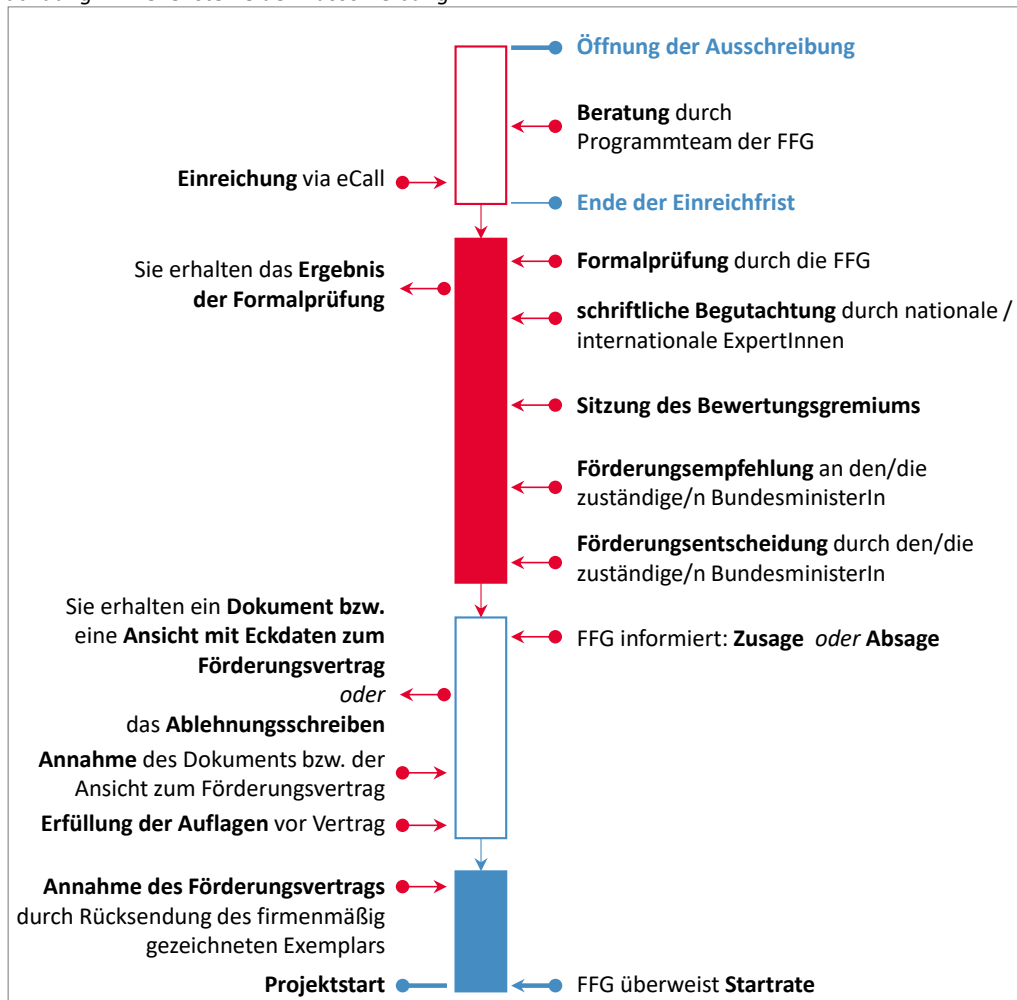 Öffnung der Ausschreibung
Beratung durch
Programmteam der FFG
Einreichung via eCall
Ende der Einreichfrist
Formalprüfung durch die FFG
Sie erhalten das Ergebnis
der Formalprüfung
schriftliche Begutachtung durch nationale /
internationale ExpertInnen
Sitzung des Bewertungsgremiums
Förderungsempfehlung an den/die
zuständige/n BundesministerIn
Förderungsentscheidung durch den/die
zuständige/n BundesministerIn
Sie erhalten ein Dokument bzw.
eine Ansicht mit Eckdaten zum
Förderungsvertrag
oder
das Ablehnungsschreiben
FFG informiert: Zusage oder Absage
Annahme des Dokuments bzw. der
Ansicht zum Förderungsvertrag
Erfüllung der Auflagen vor Vertrag
Annahme des Förderungsvertrags
durch Rücksendung des firmenmäßig
gezeichneten Exemplars
Projektstart
FFG überweist Startrate